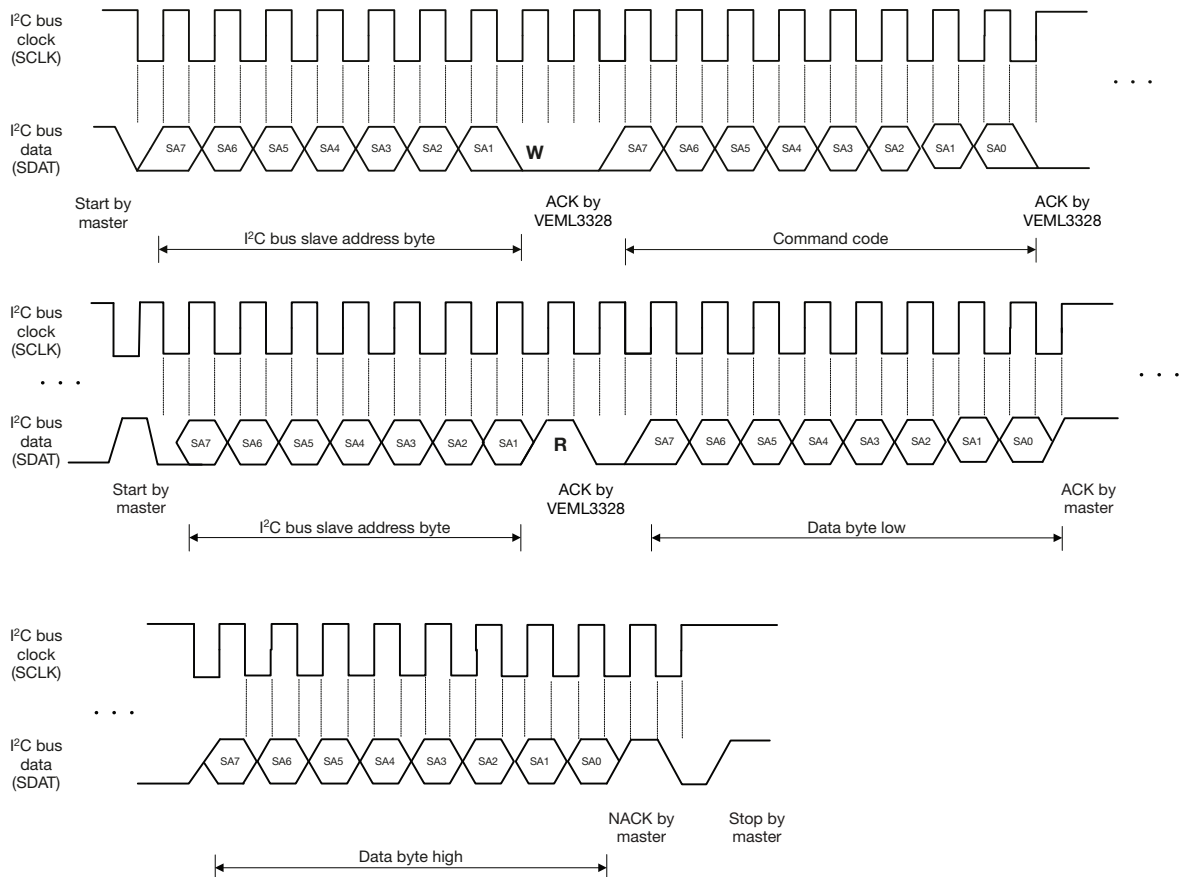 I²C bus
clock
(SCLK)
. . .
I²C bus
data
(SDAT)
SA7 SA6 SA5 SA4 SA3 SA2 SA1 W SA7 SA6 SA5 SA4 SA3 SA2 SA1 SA0
Start by
master
ACK by
VEML3328
ACK by
VEML3328
I²C bus slave address byte
Command code
I²C bus
clock
(SCLK)
. . .
. . .
I²C bus
data
(SDAT)
SA7 SA6 SA5 SA4 SA3 SA2 SA1 R SA7 SA6 SA5 SA4 SA3 SA2 SA1 SA0
Start by
master
ACK by
VEML3328
ACK by
master
I²C bus slave address byte
Data byte low
I²C bus
clock
(SCLK)
. . .
I²C bus
data
(SDAT)
SA7 SA6 SA5 SA4 SA3 SA2 SA1 SA0
NACK by
master
Stop by
master
Data byte high